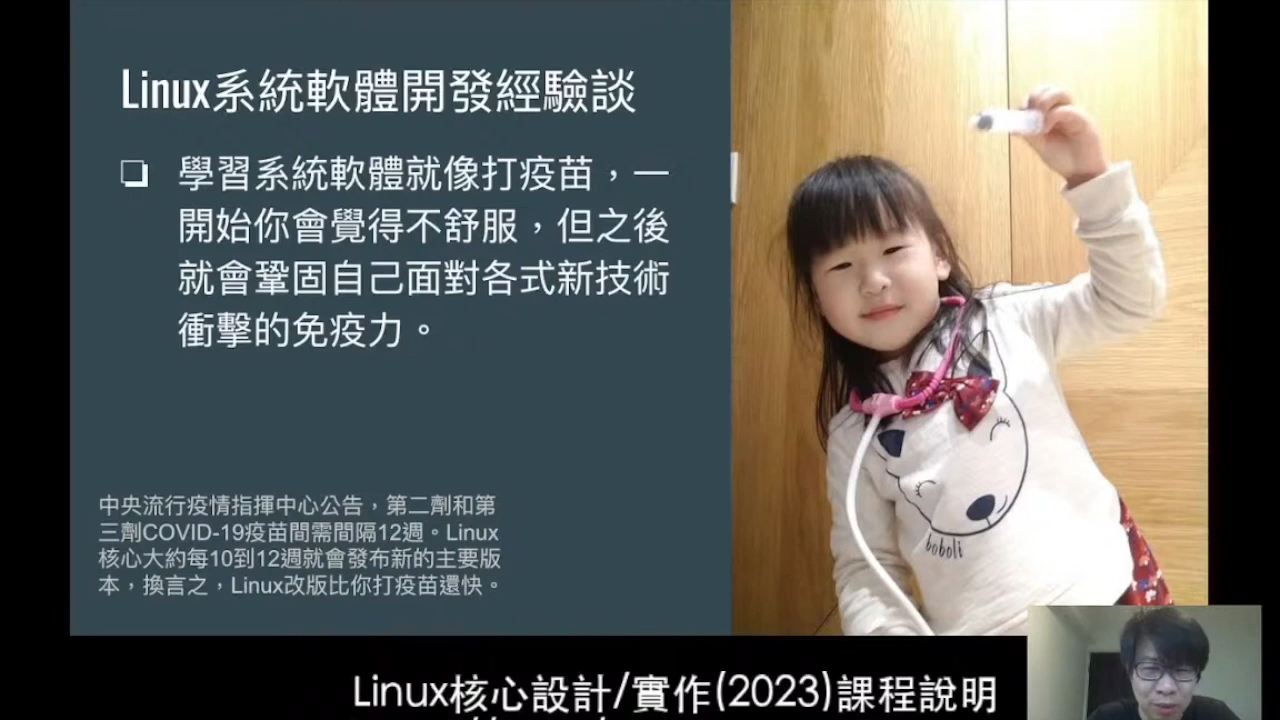 Linux系統軟體開發經驗談
❏ 學習系統軟體就像打疫苗，一
開始你會覺得不舒服，但之後
就會鞏固自己面對各式新技術
衝擊的免疫力。
中央流行疫情指揮中心公告，第二劑和第
三劑COVID-19疫苗間需間隔12週。Linux
核心大約每10到12週就會發布新的主要版
本，換言之，Linux改版比你打疫苗還快。
boboli
Linux核心設計/實作(2023)課程說明